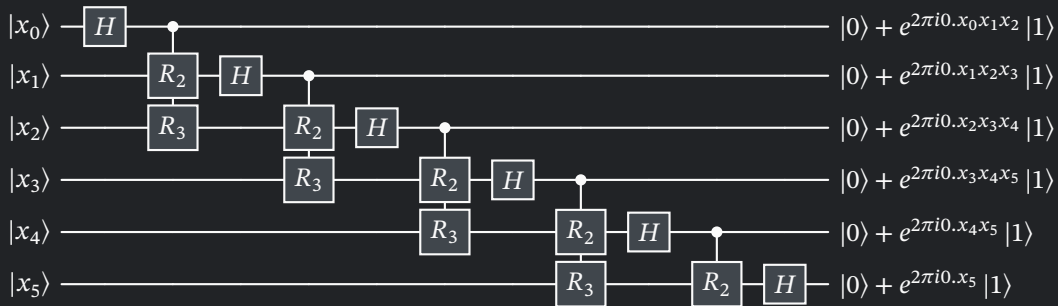 |x₀⟩ H |0⟩ + e^{2πi0.x₀x₁x₂} |1⟩
|x₁⟩ R₂ H |0⟩ + e^{2πi0.x₁x₂x₃} |1⟩
|x₂⟩ R₃ R₂ H |0⟩ + e^{2πi0.x₂x₃x₄} |1⟩
|x₃⟩ R₃ R₂ H |0⟩ + e^{2πi0.x₃x₄x₅} |1⟩
|x₄⟩ R₃ R₂ H |0⟩ + e^{2πi0.x₄x₅} |1⟩
|x₅⟩ R₃ R₂ H |0⟩ + e^{2πi0.x₅} |1⟩